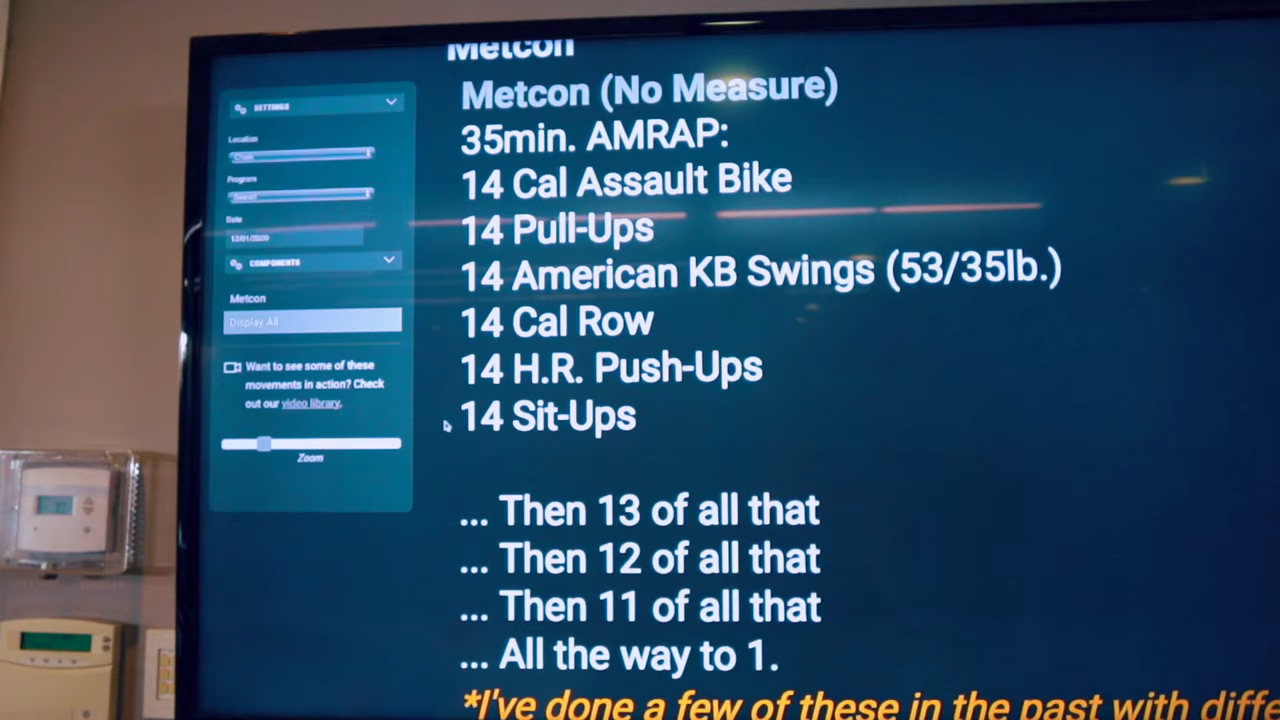 Metcon
Metcon (No Measure)
35min. AMRAP:
14 Cal Assault Bike
14 Pull-Ups
14 American KB Swings (53/35lb.)
14 Cal Row
14 H.R. Push-Ups
14 Sit-Ups
... Then 13 of all that
... Then 12 of all that
... Then 11 of all that
... All the way to 1.
*I've done a few of these in the past with diffe
SETTINGS
Location
Program
Date
12/01/2020
COMPONENTS
Metcon
Display All
Want to see some of these
movements in action? Check
out our video library.
Zoom